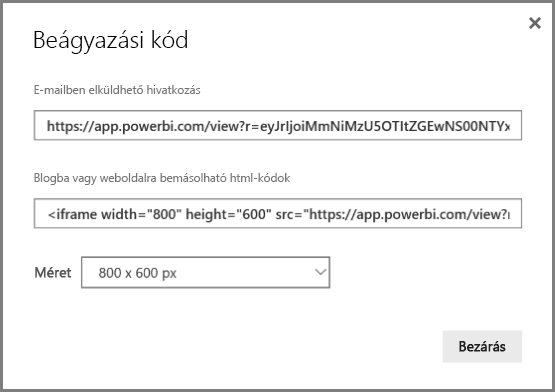 Beágyazási kód
E-mailben elküldhető hivatkozás
https://app.powerbi.com/view?r=eyJrIjoiMmNiMzU5OTItZGEwNS00NTYx
Blogba vagy weboldalra bemásolható html-kódok
<iframe width="800" height="600" src="https://app.powerbi.com/view?r
Méret 800 x 600 px
Bezárás